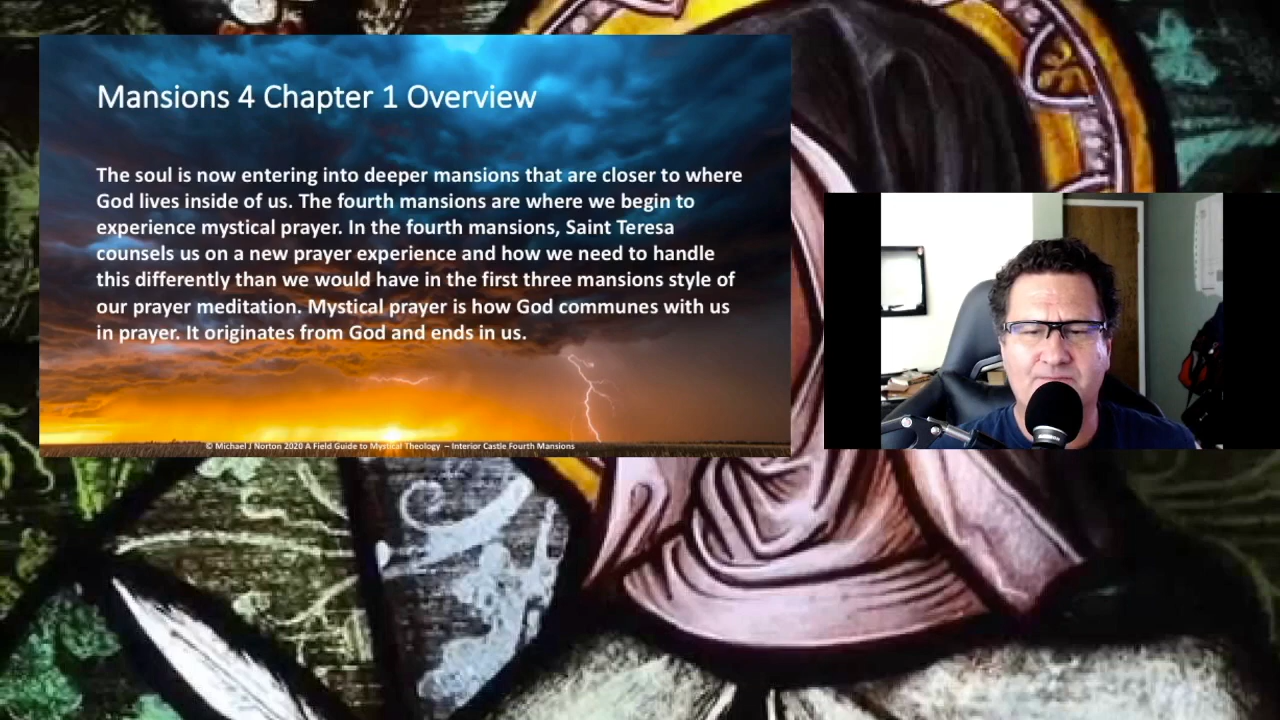 Mansions 4 Chapter 1 Overview
The soul is now entering into deeper mansions that are closer to where
God lives inside of us. The fourth mansions are where we begin to
experience mystical prayer. In the fourth mansions, Saint Teresa
counsels us on a new prayer experience and how we need to handle
this differently than we would have in the first three mansions style of
our prayer meditation. Mystical prayer is how God communes with us
in prayer. It originates from God and ends in us.
© Michael J Norton 2020 A Field Guide to Mystical Theology – Interior Castle Fourth Mansions